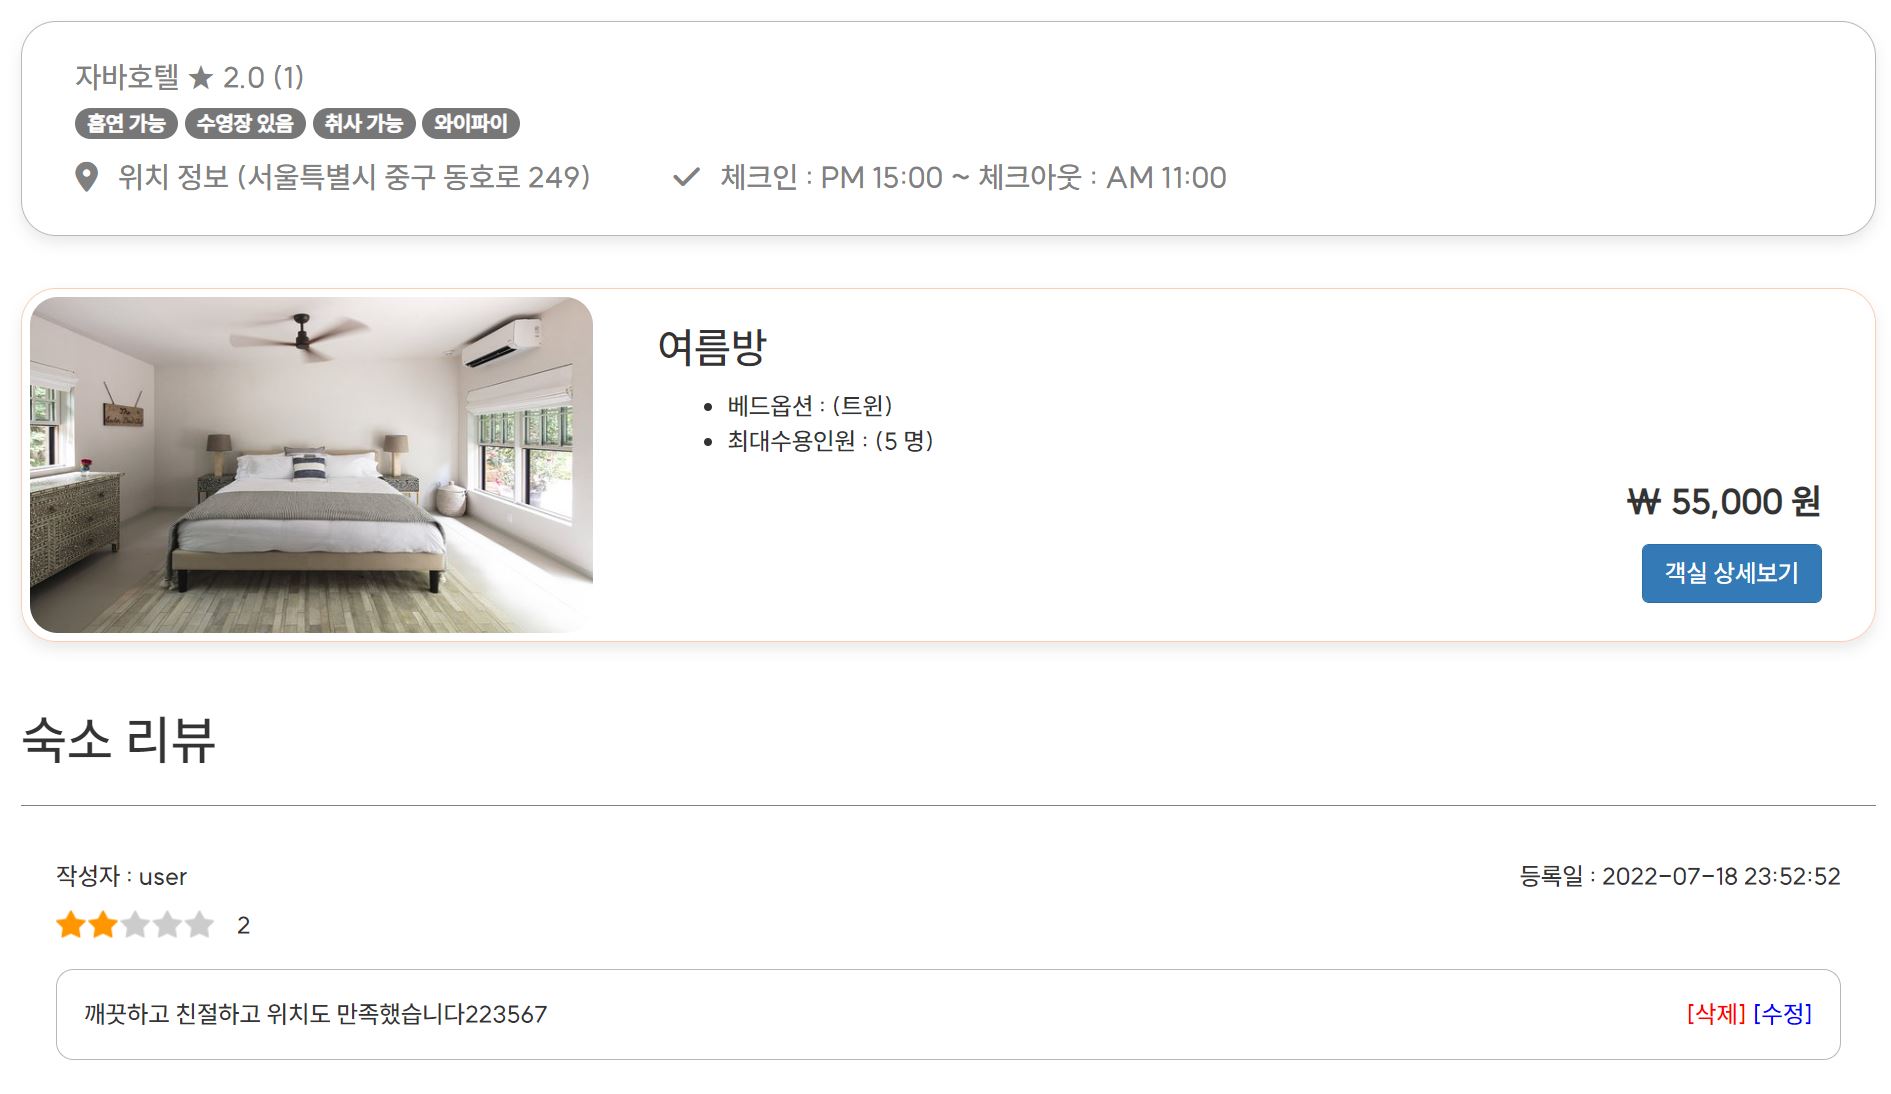 자바호텔 ★ 2.0 (1)
흡연 가능 수영장 있음 취사 가능 와이파이
위치 정보 (서울특별시 중구 동호로 249) 체크인 : PM 15:00 ~ 체크아웃 : AM 11:00
여름방
• 베드옵션 : (트윈)
• 최대수용인원 : (5 명)
₩ 55,000 원
객실 상세보기
숙소 리뷰
작성자 : user 등록일 : 2022-07-18 23:52:52
2
깨끗하고 친절하고 위치도 만족했습니다223567 [삭제] [수정]